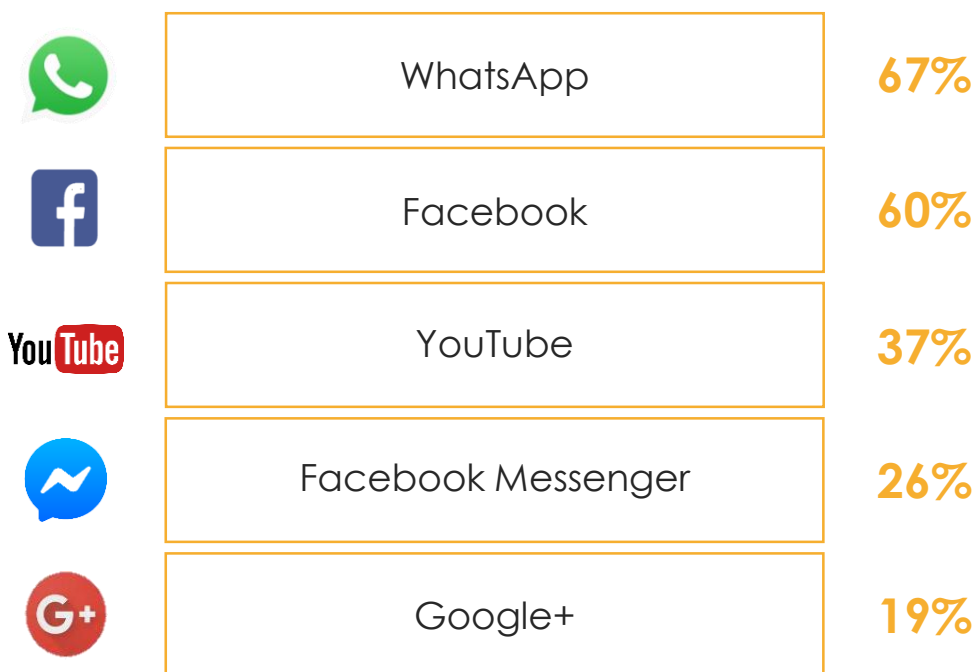 WhatsApp 67%
Facebook 60%
YouTube YouTube 37%
Facebook Messenger 26%
G+ Google+ 19%